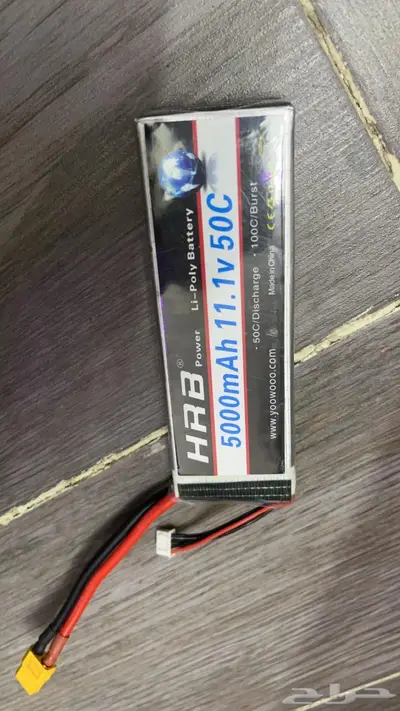 HRB®
Power
Li-Poly Battery
5000mAh 11.1v 50C
· 50C/Discharge · 100C/Burst
www.yoowooo.com
Made in China
حراج